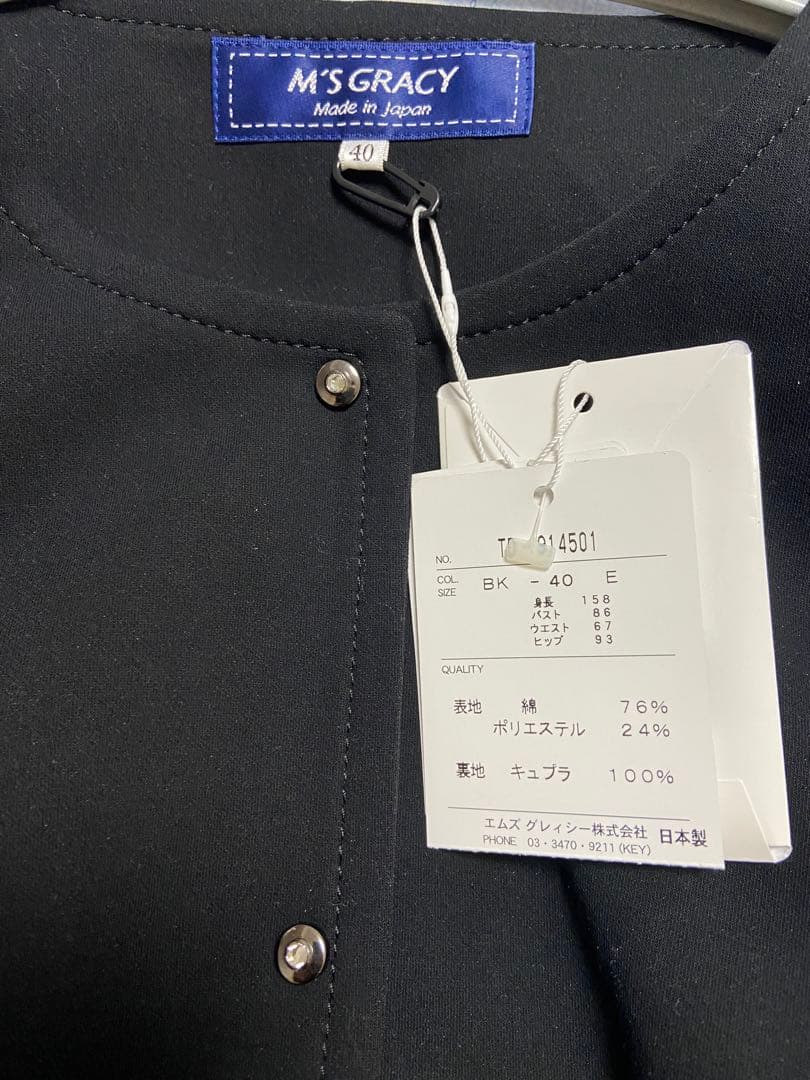 M'S GRACY
Made in Japan
40
NO. 914501
COL. SIZE BK - 40 E
身長 158
バスト 86
ウエスト 67
ヒップ 93
QUALITY
表地 綿 76%
ポリエステル 24%
裏地 キュプラ 100%
エムズ グレィシー株式会社 日本製
PHONE 03・3470・9211(KEY)